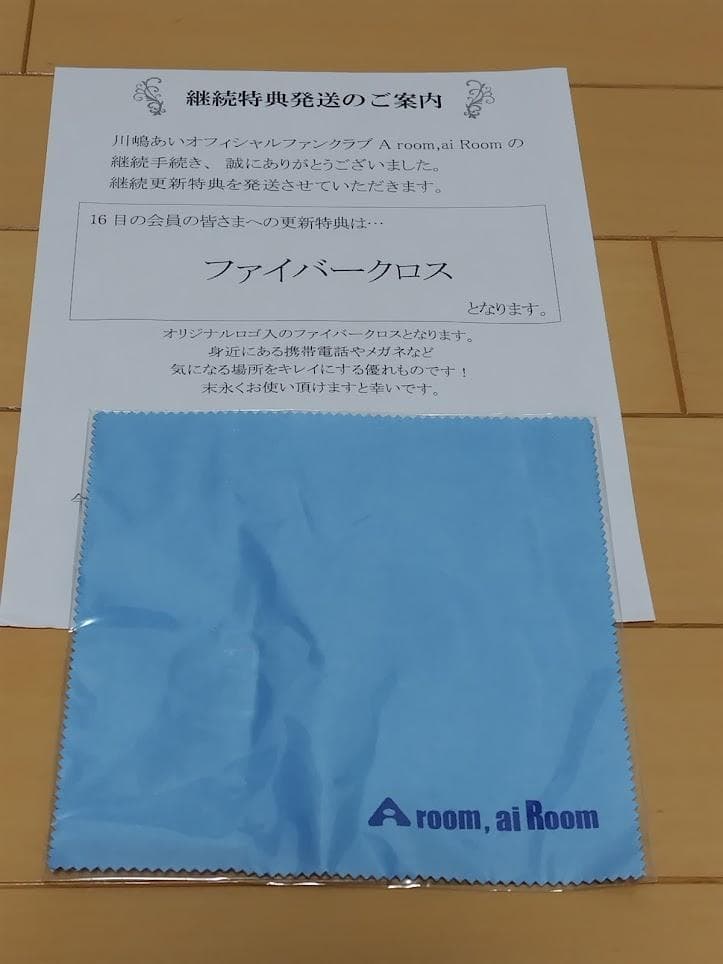 継続特典発送のご案内
川嶋あいオフィシャルファンクラブ A room,ai Room の
継続手続き、誠にありがとうございました。
継続更新特典を発送させていただきます。
16 目の会員の皆さまへの更新特典は…
ファイバークロス
となります。
オリジナルロゴ入のファイバークロスとなります。
身近にある携帯電話やメガネなど
気になる場所をキレイにする優れものです！
末永くお使い頂けますと幸いです。
A room, ai Room